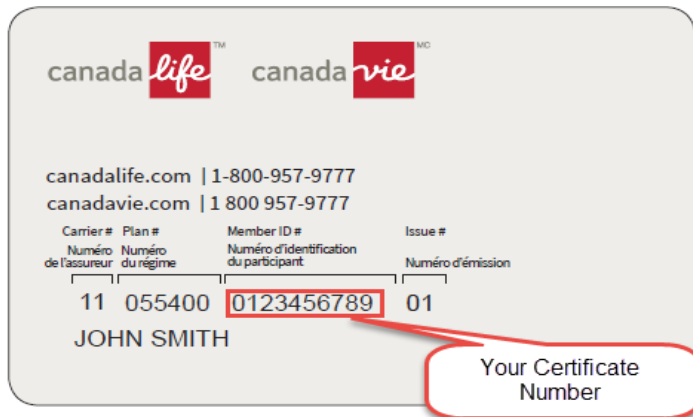 canada life™ canada vie MC
canadalife.com | 1-800-957-9777
canadavie.com | 1 800 957-9777
Carrier # Plan # Member ID # Issue #
Numéro de l'assureur Numéro du régime Numéro d'identification du participant Numéro d'émission
11 055400 0123456789 01
JOHN SMITH
Your Certificate
Number